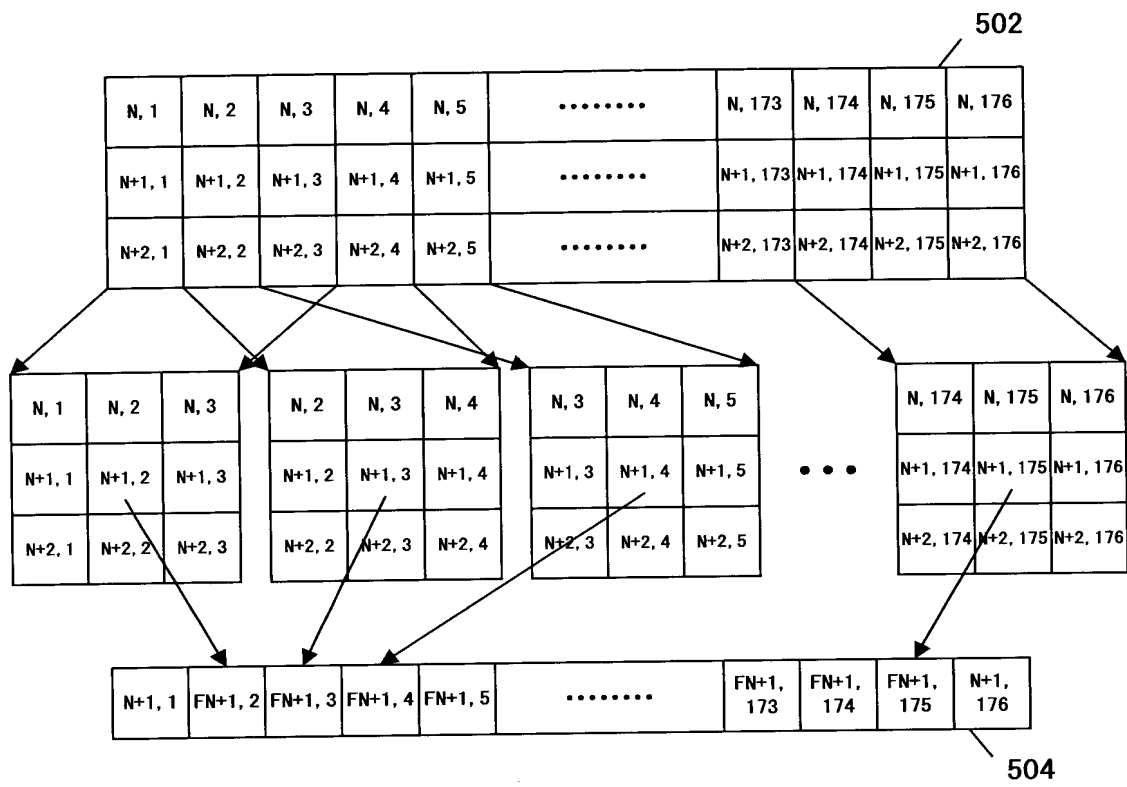 502
N, 1 N, 2 N, 3 N, 4 N, 5 ········ N, 173 N, 174 N, 175 N, 176
N+1, 1 N+1, 2 N+1, 3 N+1, 4 N+1, 5 ········ N+1, 173 N+1, 174 N+1, 175 N+1, 176
N+2, 1 N+2, 2 N+2, 3 N+2, 4 N+2, 5 ········ N+2, 173 N+2, 174 N+2, 175 N+2, 176
N, 1 N, 2 N, 3 N, 2 N, 3 N, 4 N, 3 N, 4 N, 5 N, 174 N, 175 N, 176
N+1, 1 N+1, 2 N+1, 3 N+1, 2 N+1, 3 N+1, 4 N+1, 3 N+1, 4 N+1, 5 ••• N+1, 174 N+1, 175 N+1, 176
N+2, 1 N+2, 2 N+2, 3 N+2, 2 N+2, 3 N+2, 4 N+2, 3 N+2, 4 N+2, 5 N+2, 174 N+2, 175 N+2, 176
N+1, 1 FN+1, 2 FN+1, 3 FN+1, 4 FN+1, 5 ········ FN+1, 173 FN+1, 174 FN+1, 175 N+1, 176
504